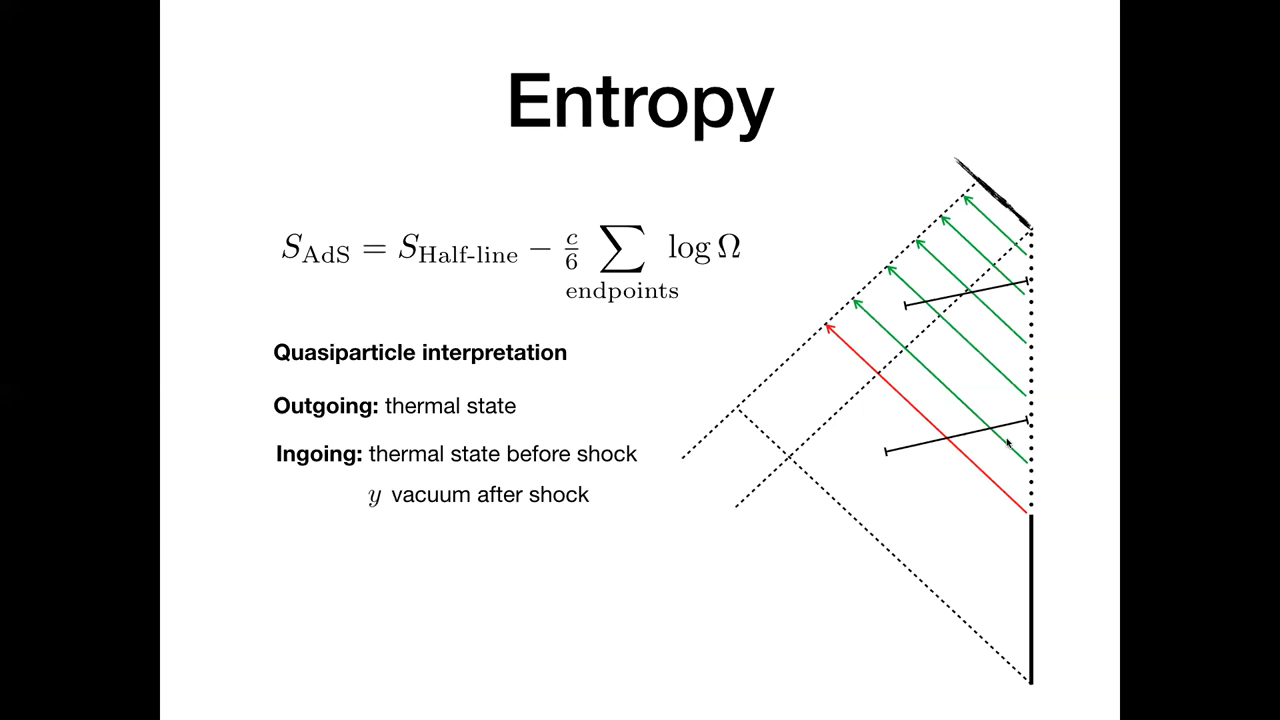 Entropy
S_AdS = S_Half-line − c/6 ∑ log Ω
endpoints
Quasiparticle interpretation
Outgoing: thermal state
Ingoing: thermal state before shock
y vacuum after shock